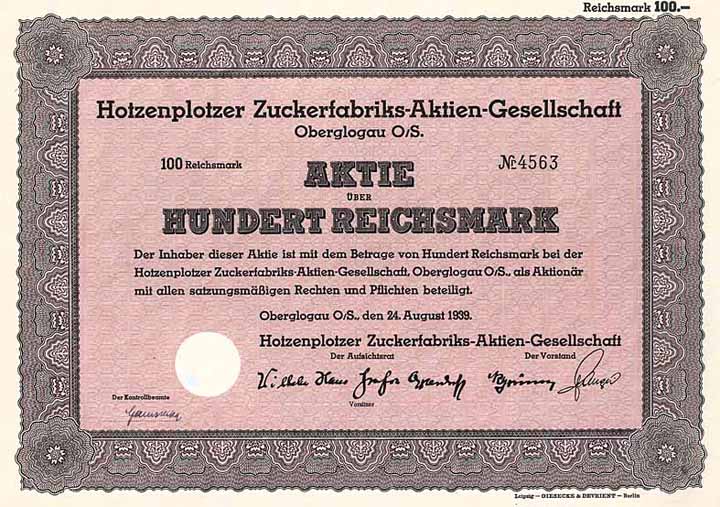 Reichsmark 100.—
Hotzenplotzer Zuckerfabriks-Aktien-Gesellschaft
Oberglogau O/S.
100 Reichsmark
AKTIE
№ 4563
ÜBER
HUNDERT REICHSMARK
Der Inhaber dieser Aktie ist mit dem Betrage von Hundert Reichsmark bei der
Hotzenplotzer Zuckerfabriks-Aktien-Gesellschaft, Oberglogau O/S., als Aktionär
mit allen satzungsmäßigen Rechten und Pflichten beteiligt.
Oberglogau O/S., den 24. August 1939.
Hotzenplotzer Zuckerfabriks-Aktien-Gesellschaft
Der Aufsichtsrat
Der Vorstand
Wilhelm Hans Graf
Vorsitzer
Der Kontrollbeamte
Leipzig — GIESECKE & DEVRIENT — Berlin